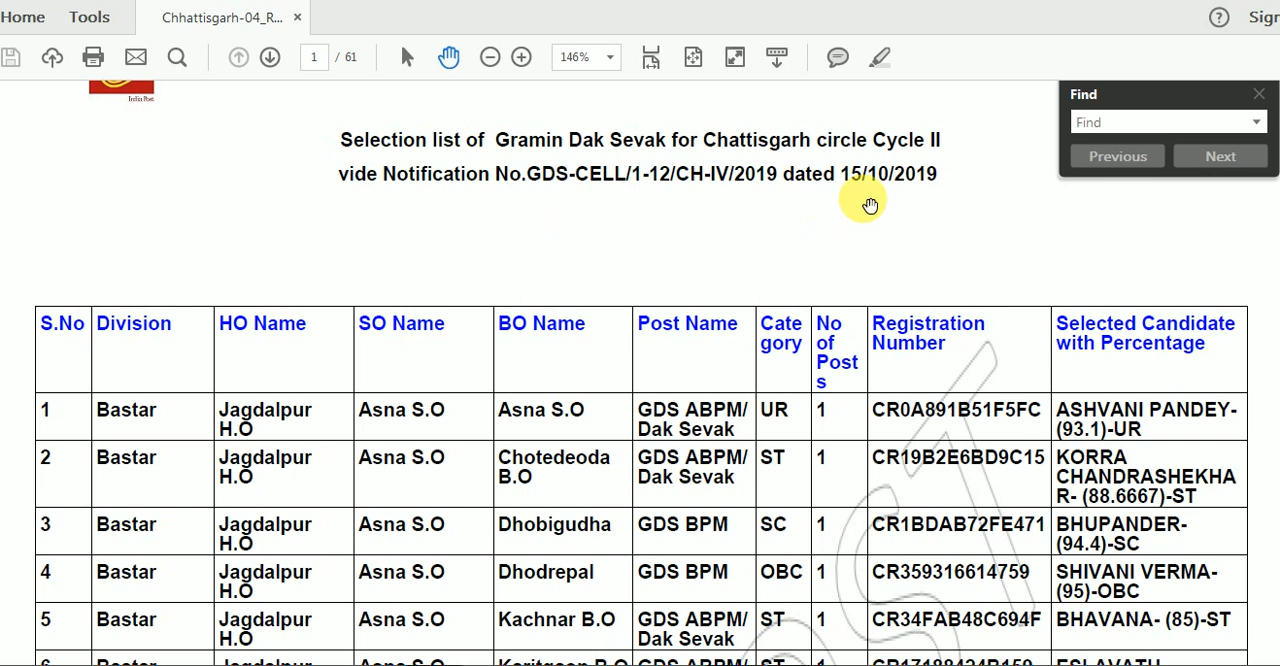 Home Tools Chhattisgarh-04_R... × ? Sign
1 / 61 146%
India Post
Find ×
Find
Previous Next
Selection list of Gramin Dak Sevak for Chattisgarh circle Cycle II
vide Notification No.GDS-CELL/1-12/CH-IV/2019 dated 15/10/2019
S.No Division HO Name SO Name BO Name Post Name Cate No Registration Selected Candidate
gory of Number with Percentage
Post
s
1 Bastar Jagdalpur Asna S.O Asna S.O GDS ABPM/ UR 1 CR0A891B51F5FC ASHVANI PANDEY-
H.O Dak Sevak (93.1)-UR
2 Bastar Jagdalpur Asna S.O Chotedeoda GDS ABPM/ ST 1 CR19B2E6BD9C15 KORRA
H.O B.O Dak Sevak CHANDRASHEKHA
R- (88.6667)-ST
3 Bastar Jagdalpur Asna S.O Dhobigudha GDS BPM SC 1 CR1BDAB72FE471 BHUPANDER-
H.O (94.4)-SC
4 Bastar Jagdalpur Asna S.O Dhodrepal GDS BPM OBC 1 CR359316614759 SHIVANI VERMA-
H.O (95)-OBC
5 Bastar Jagdalpur Asna S.O Kachnar B.O GDS ABPM/ ST 1 CR34FAB48C694F BHAVANA- (85)-ST
H.O Dak Sevak